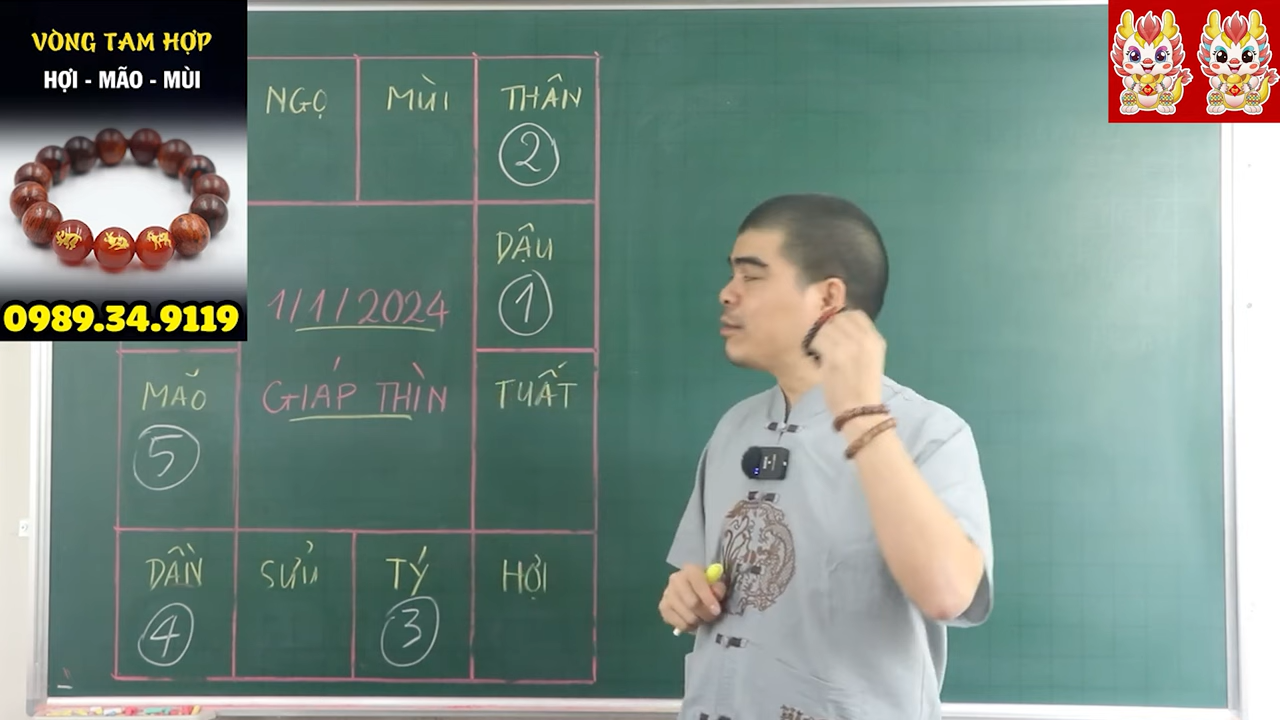 VÒNG TAM HỢP
HỢI - MÃO - MÙI
0989.34.9119
NGỌ
MÙI
THÂN
2
DẬU
1
1/1/2024
GIÁP THÌN
MÃO
5
TUẤT
DẦN
4
SỬU
TÝ
3
HỢI